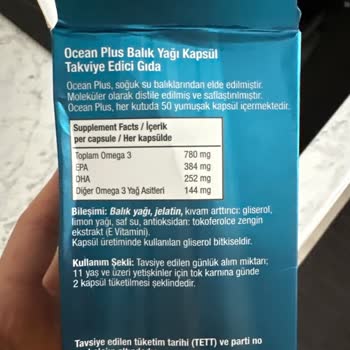 Ocean Plus Balık Yağı Kapsül
Takviye Edici Gıda
Ocean Plus, soğuk su balıklarından elde edilmiştir.
Moleküler olarak distile edilmiş ve saflaştırılmıştır.
Ocean Plus, her kutuda 50 yumuşak kapsül içermektedir.
Supplement Facts / İçerik
per capsule / Her kapsülde
Toplam Omega 3 780 mg
EPA 384 mg
DHA 252 mg
Diğer Omega 3 Yağ Asitleri 144 mg
Bileşimi: Balık yağı, jelatin, kıvam arttırıcı: gliserol,
limon yağı, saf su, antioksidan: tokoferolce zengin
ekstrakt (E Vitamini).
Kapsül üretiminde kullanılan gliserol bitkiseldir.
Kullanım Şekli: Tavsiye edilen günlük alım miktarı;
11 yaş ve üzeri yetişkinler için tok karnına günde
2 kapsül tüketilmesi şeklindedir.
Tavsiye edilen tüketim tarihi (TETT) ve parti no